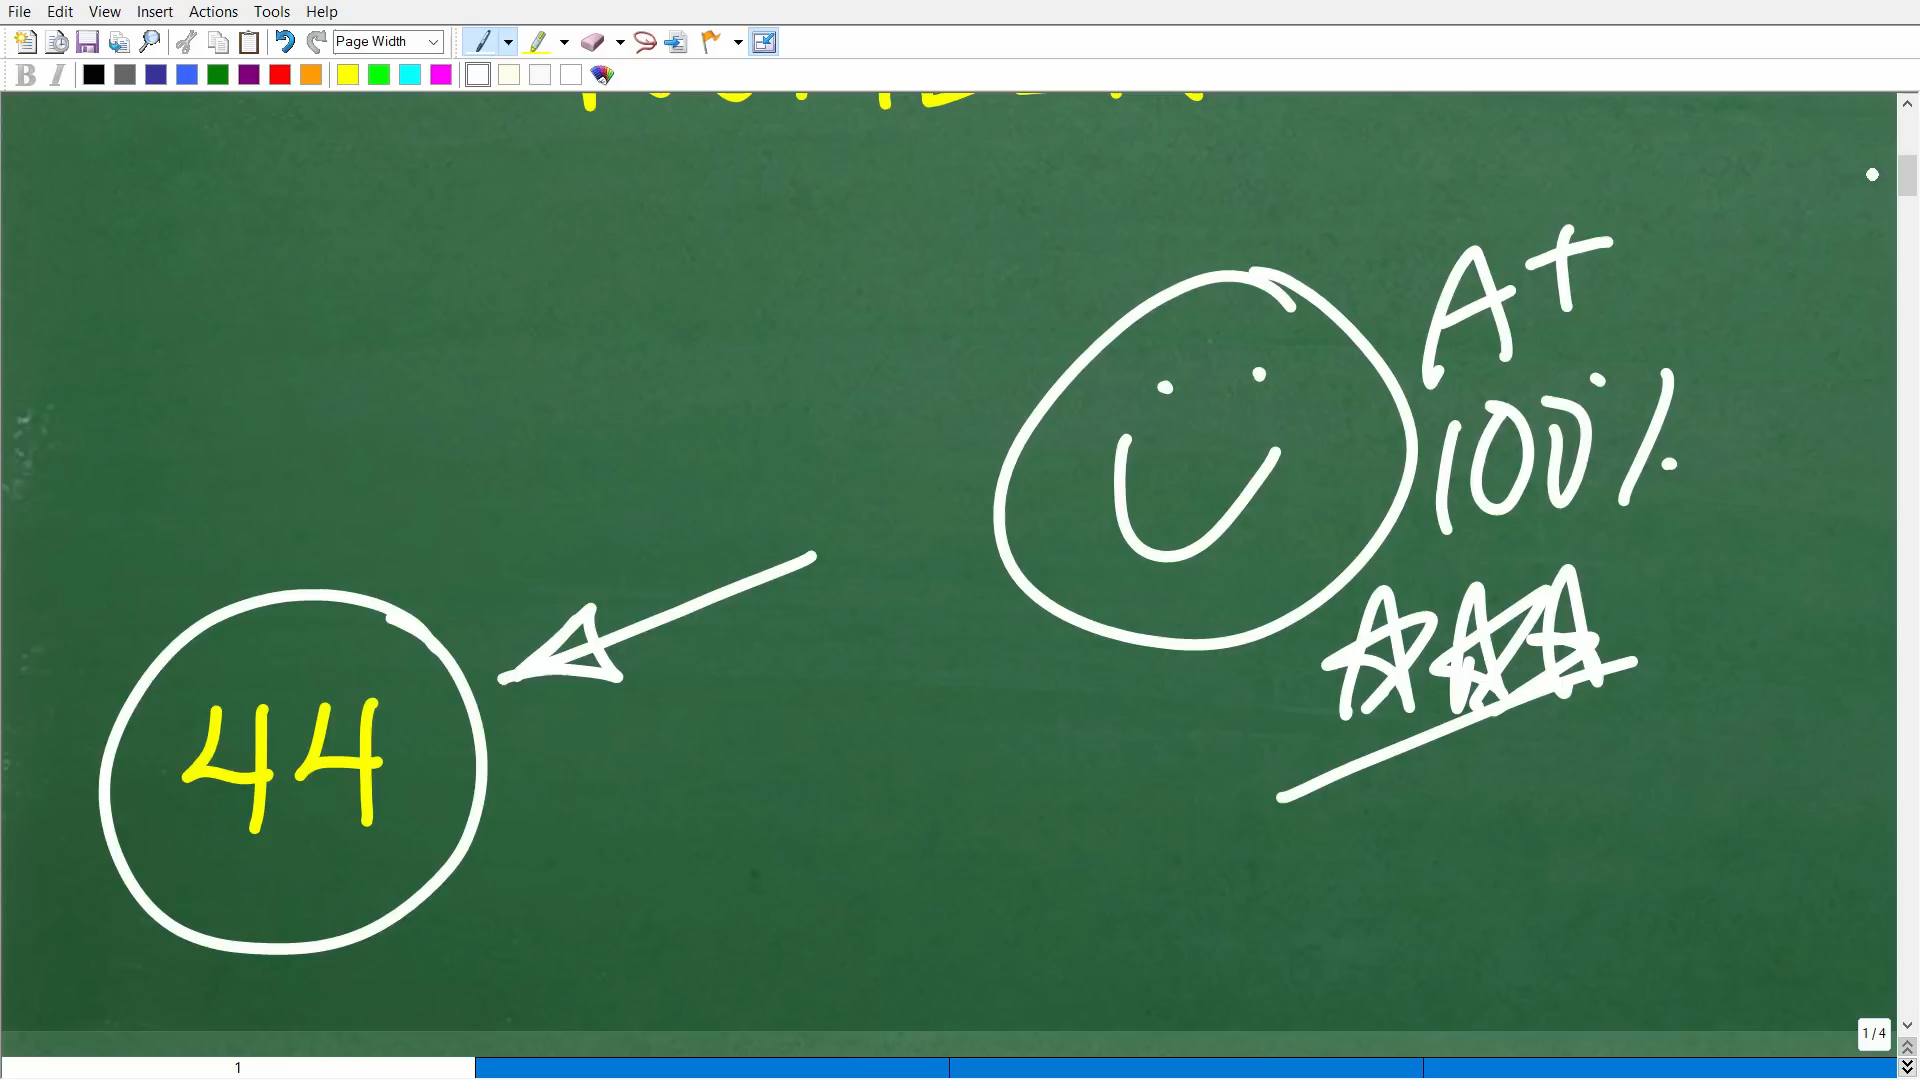 File Edit View Insert Actions Tools Help
Page Width
B I
A+
100%
44
1 / 4
1